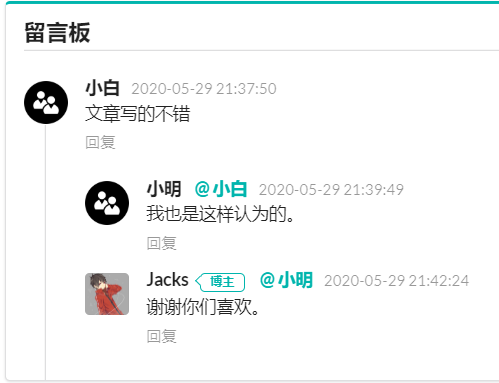 留言板
小白 2020-05-29 21:37:50
文章写的不错
回复
小明 @小白 2020-05-29 21:39:49
我也是这样认为的。
回复
Jacks 博主 @小明 2020-05-29 21:42:24
谢谢你们喜欢。
回复